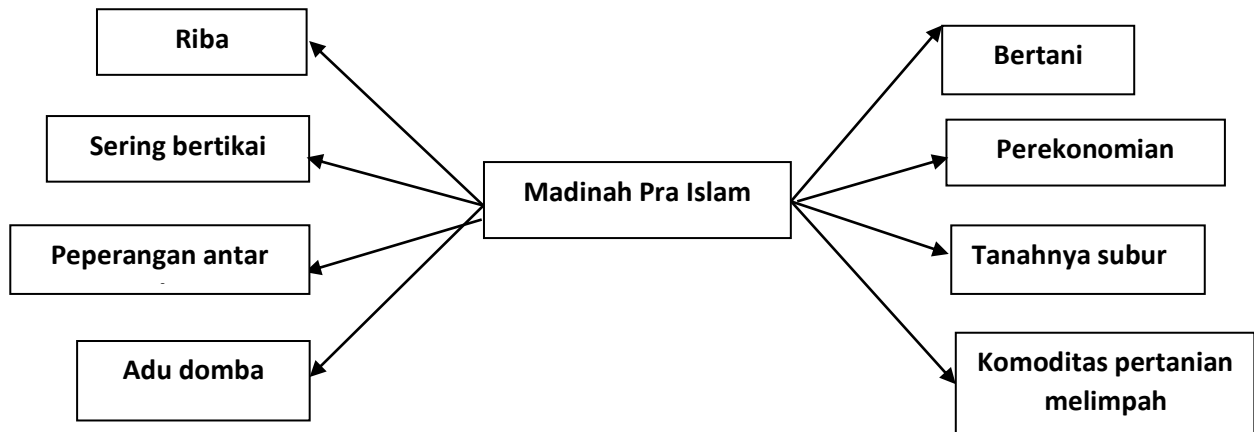 Riba
Sering bertikai
Peperangan antar
Adu domba
Madinah Pra Islam
Bertani
Perekonomian
Tanahnya subur
Komoditas pertanian
melimpah